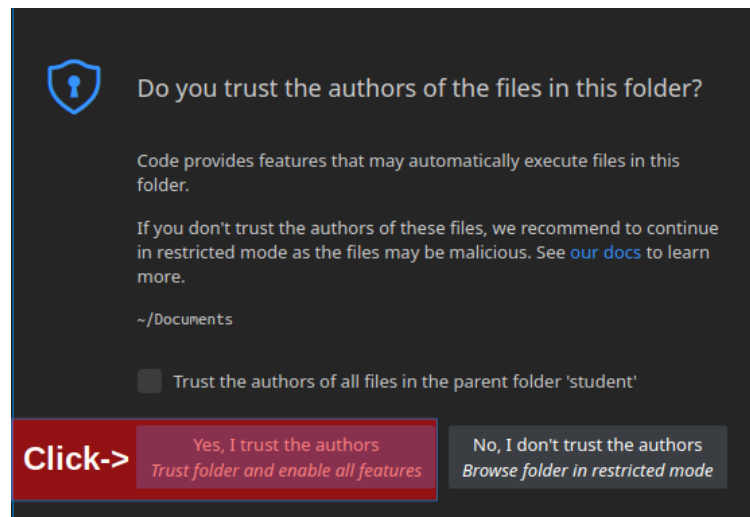 Do you trust the authors of the files in this folder?
Code provides features that may automatically execute files in this
folder.
If you don't trust the authors of these files, we recommend to continue
in restricted mode as the files may be malicious. See our docs to learn
more.
~/Documents
Trust the authors of all files in the parent folder 'student'
Click->
Yes, I trust the authors
Trust folder and enable all features
No, I don't trust the authors
Browse folder in restricted mode